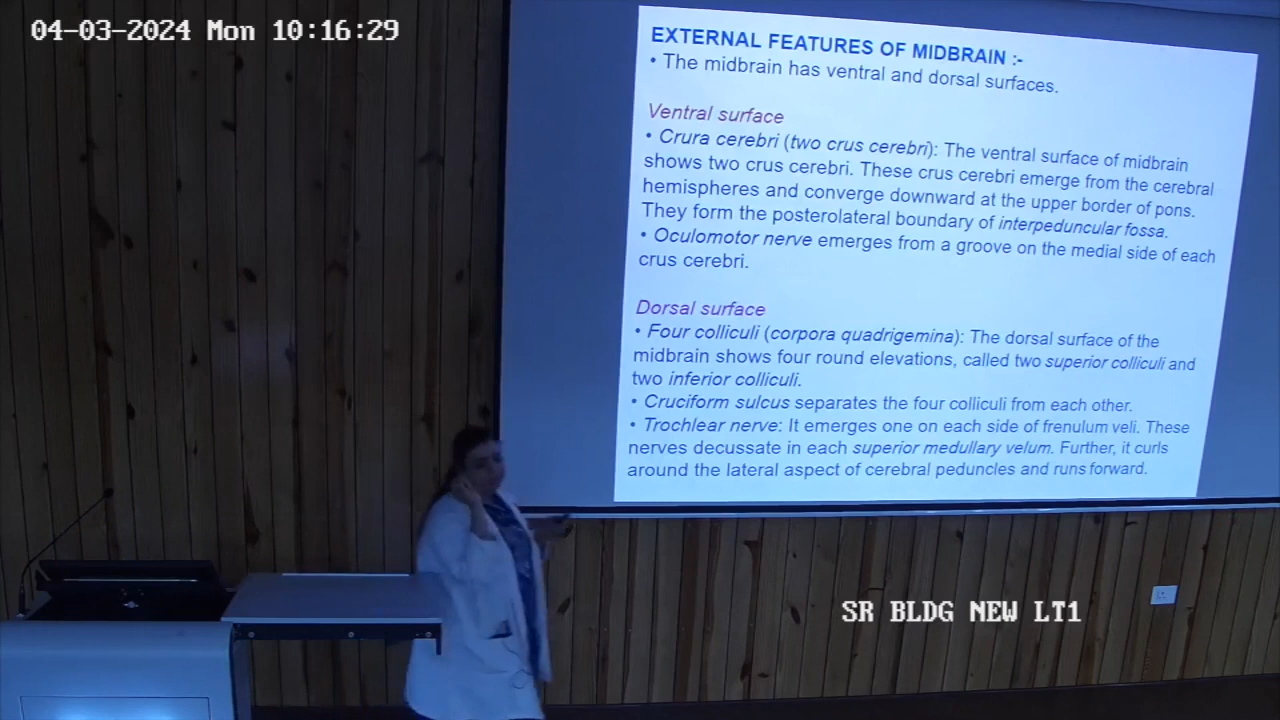 04-03-2024 Mon 10:16:29
EXTERNAL FEATURES OF MIDBRAIN :-
• The midbrain has ventral and dorsal surfaces.
Ventral surface
• Crura cerebri (two crus cerebri): The ventral surface of midbrain
shows two crus cerebri. These crus cerebri emerge from the cerebral
hemispheres and converge downward at the upper border of pons.
They form the posterolateral boundary of interpeduncular fossa.
• Oculomotor nerve emerges from a groove on the medial side of each
crus cerebri.
Dorsal surface
• Four colliculi (corpora quadrigemina): The dorsal surface of the
midbrain shows four round elevations, called two superior colliculi and
two inferior colliculi.
• Cruciform sulcus separates the four colliculi from each other.
• Trochlear nerve: It emerges one on each side of frenulum veli. These
nerves decussate in each superior medullary velum. Further, it curls
around the lateral aspect of cerebral peduncles and runs forward.
SR BLDG NEW LT1